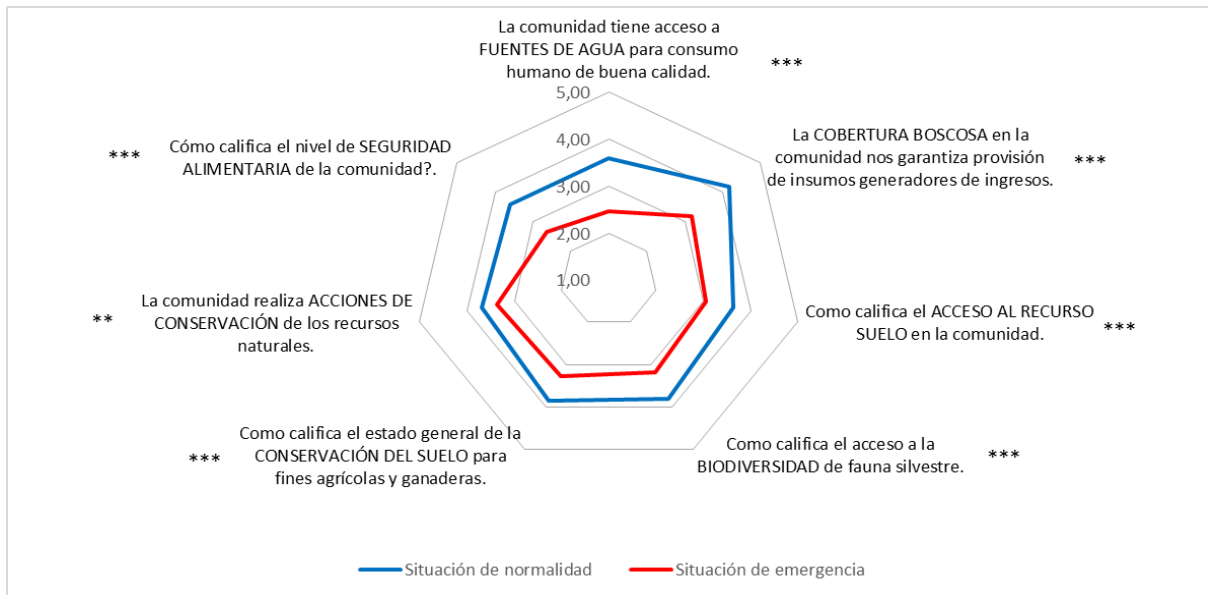 La comunidad tiene acceso a
FUENTES DE AGUA para consumo
humano de buena calidad.
***
5,00
4,00
3,00
2,00
1,00
La COBERTURA BOSCOSA en la
comunidad nos garantiza provisión
de insumos generadores de ingresos.
***
Como califica el ACCESO AL RECURSO
SUELO en la comunidad.
***
Como califica el acceso a la
BIODIVERSIDAD de fauna silvestre.
***
Como califica el estado general de la
CONSERVACIÓN DEL SUELO para
fines agrícolas y ganaderas.
***
La comunidad realiza ACCIONES DE
CONSERVACIÓN de los recursos
naturales.
**
Cómo califica el nivel de SEGURIDAD
ALIMENTARIA de la comunidad?.
***
Situación de normalidad
Situación de emergencia